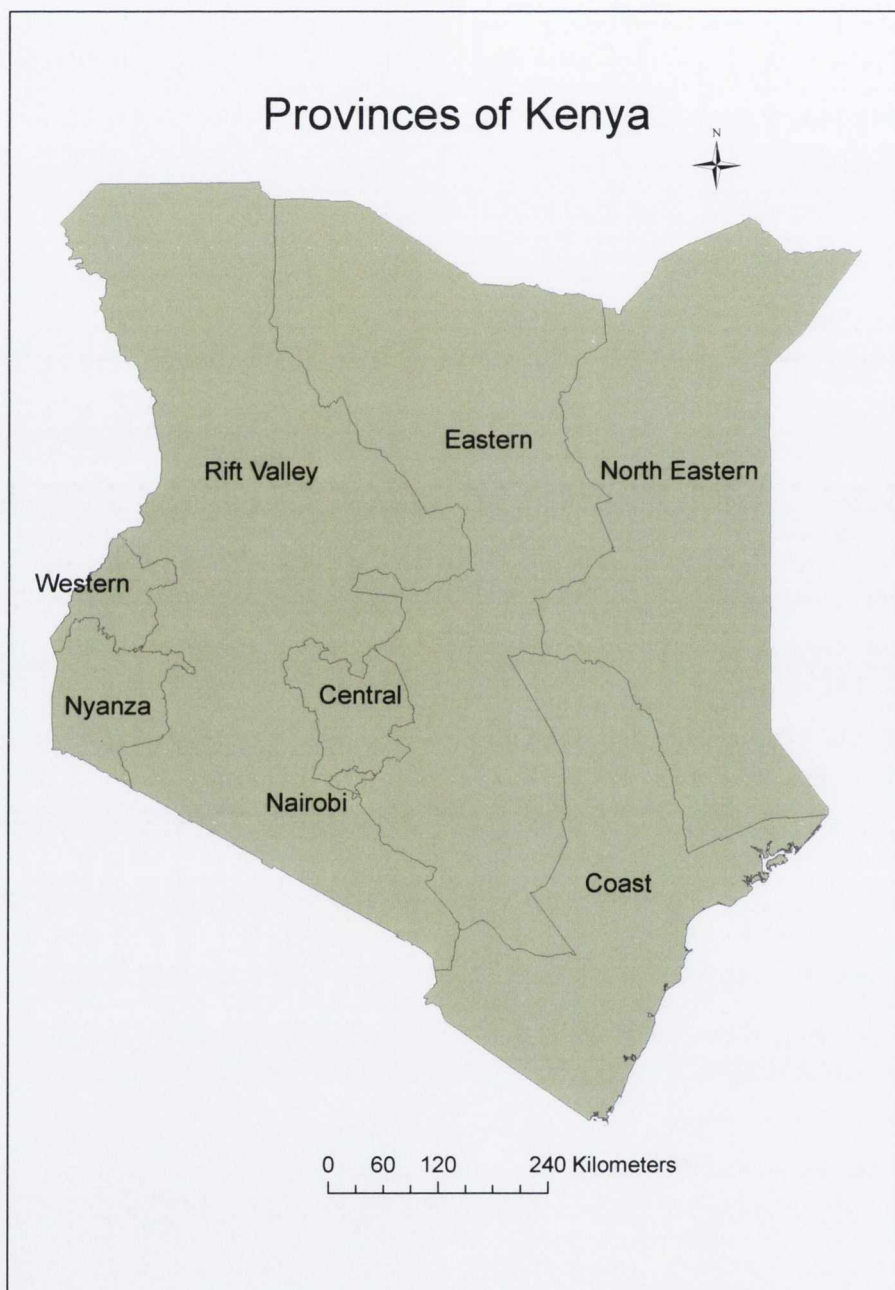 Provinces of Kenya
N
Eastern
Rift Valley
North Eastern
Western
Central
Nyanza
Nairobi
Coast
0 60 120 240 Kilometers